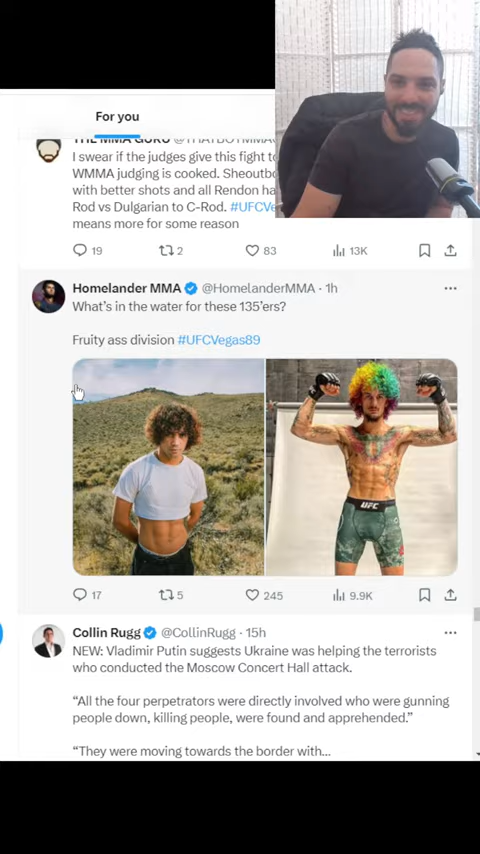 For you
THE MMA GURU @THATBOTMMA
I swear if the judges give this fight to
WMMA judging is cooked. Sheoutbo
with better shots and all Rendon ha
Rod vs Dulgarian to C-Rod. #UFCVe
means more for some reason
19 2 83 13K
Homelander MMA @HomelanderMMA · 1h
What's in the water for these 135'ers?
Fruity ass division #UFCVegas89
UFC
17 5 245 9.9K
Collin Rugg @CollinRugg · 15h
NEW: Vladimir Putin suggests Ukraine was helping the terrorists
who conducted the Moscow Concert Hall attack.
“All the four perpetrators were directly involved who were gunning
people down, killing people, were found and apprehended.”
“They were moving towards the border with...